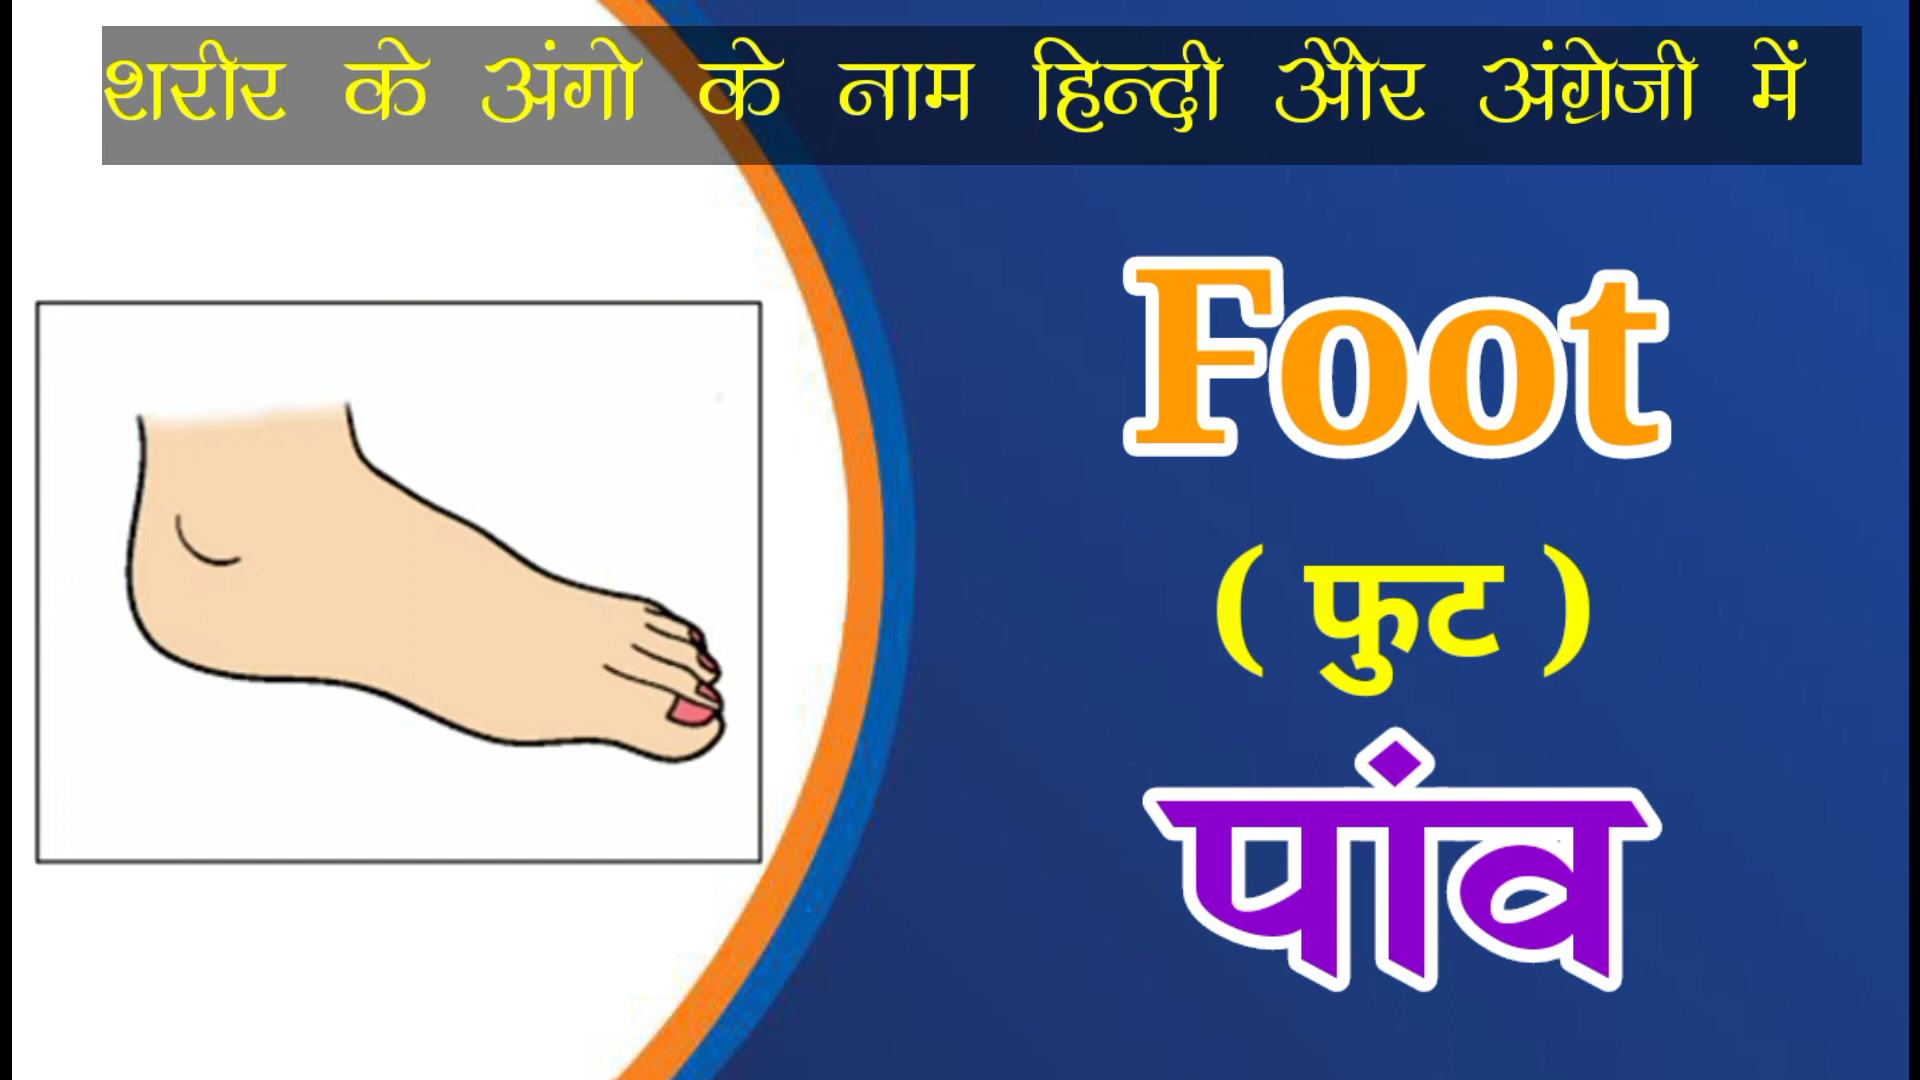 शरीर के अंगो के नाम हिन्दी और अंग्रेजी में
Foot
( फुट )
पांव